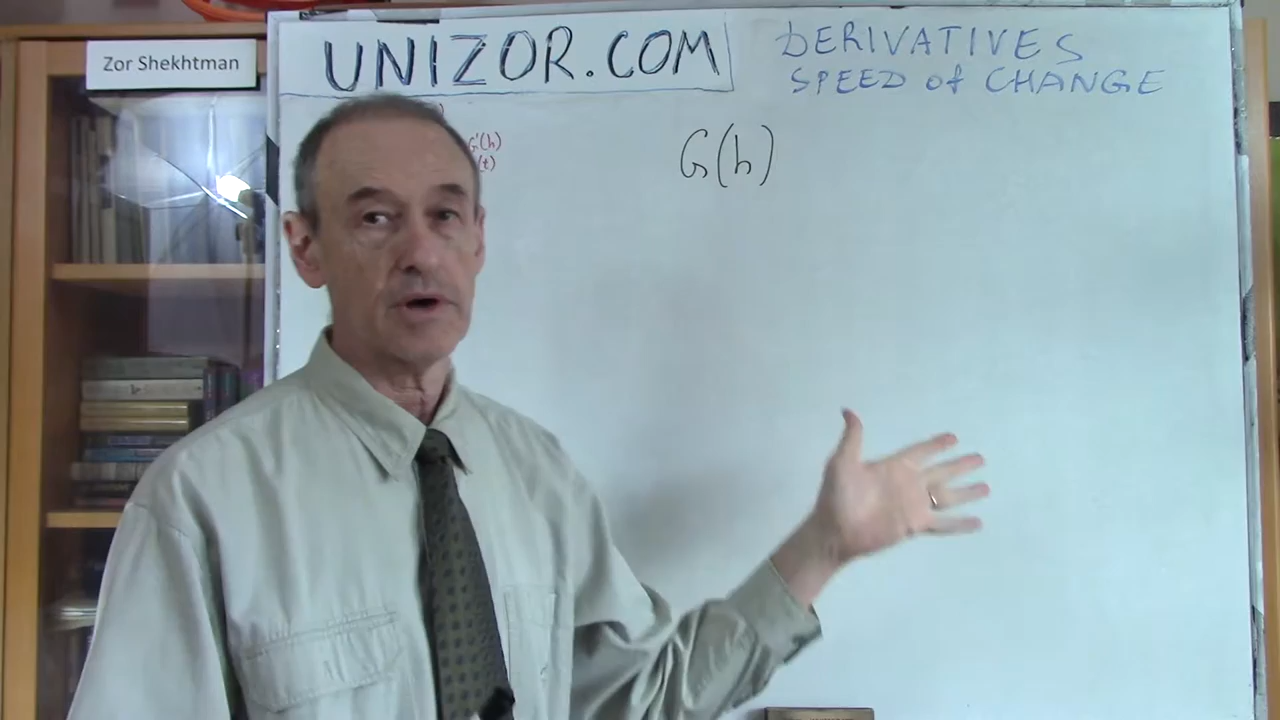 Zor Shekhtman
UNIZOR.COM
DERIVATIVES
SPEED of CHANGE
G'(h)
(t)
G(h)